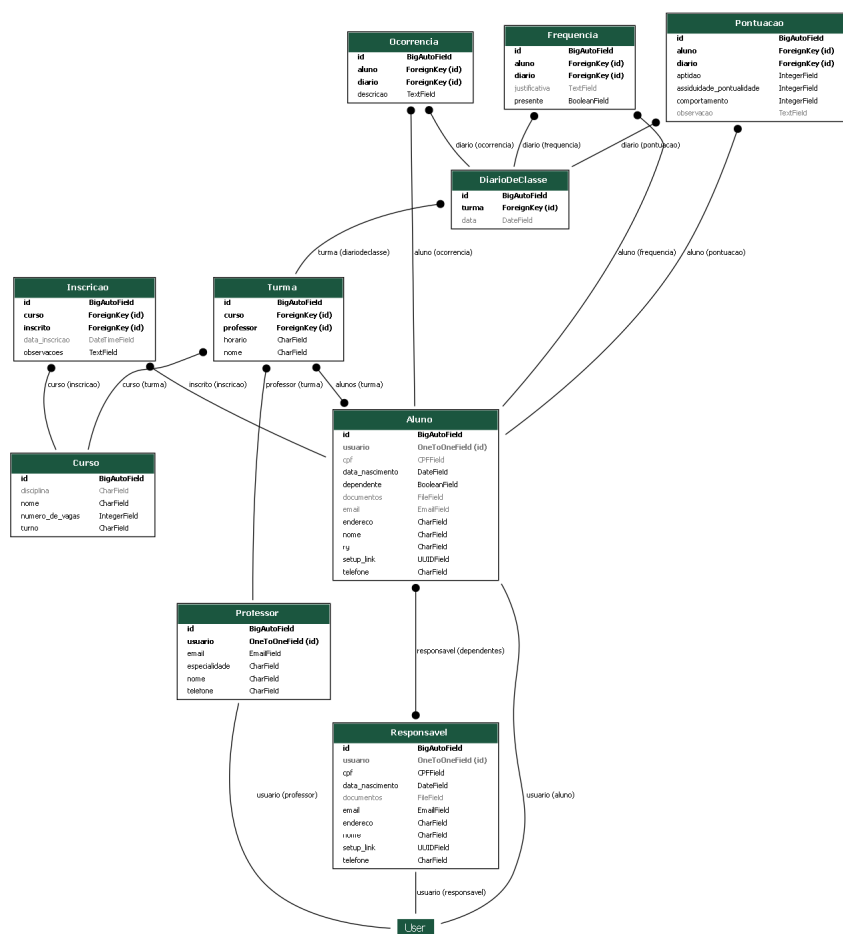 Ocorrencia
id BigAutoField
aluno ForeignKey (id)
diario ForeignKey (id)
descricao TextField
Frequencia
id BigAutoField
aluno ForeignKey (id)
diario ForeignKey (id)
justificativa TextField
presente BooleanField
Pontuacao
id BigAutoField
aluno ForeignKey (id)
diario ForeignKey (id)
aptidao IntegerField
assiduidade_pontualidade IntegerField
comportamento IntegerField
observacao TextField
diario (ocorrencia)
diario (frequencia)
diario (pontuacao)
DiarioDeClasse
id BigAutoField
turma ForeignKey (id)
data DateField
turma (diariodeclasse)
aluno (ocorrencia)
aluno (frequencia)
aluno (pontuacao)
Inscricao
id BigAutoField
curso ForeignKey (id)
inscrito ForeignKey (id)
data_inscricao DateTimeField
observacoes TextField
Turma
id BigAutoField
curso ForeignKey (id)
professor ForeignKey (id)
horario CharField
nome CharField
curso (inscricao)
curso (turma)
inscrito (inscricao)
professor (turma)
alunos (turma)
Curso
id BigAutoField
disciplina CharField
nome CharField
numero_de_vagas IntegerField
turno CharField
Aluno
id BigAutoField
usuario OneToOneField (id)
cpf CPFField
data_nascimento DateField
dependente BooleanField
documentos FileField
email EmailField
endereco CharField
nome CharField
ry CharField
setup_link UUIDField
telefone CharField
Professor
id BigAutoField
usuario OneToOneField (id)
email EmailField
especialidade CharField
nome CharField
telefone CharField
responsavel (dependentes)
Responsavel
id BigAutoField
usuario OneToOneField (id)
cpf CPFField
data_nascimento DateField
documentos FileField
email EmailField
endereco CharField
nome CharField
setup_link UUIDField
telefone CharField
usuario (professor)
usuario (aluno)
usuario (responsavel)
User